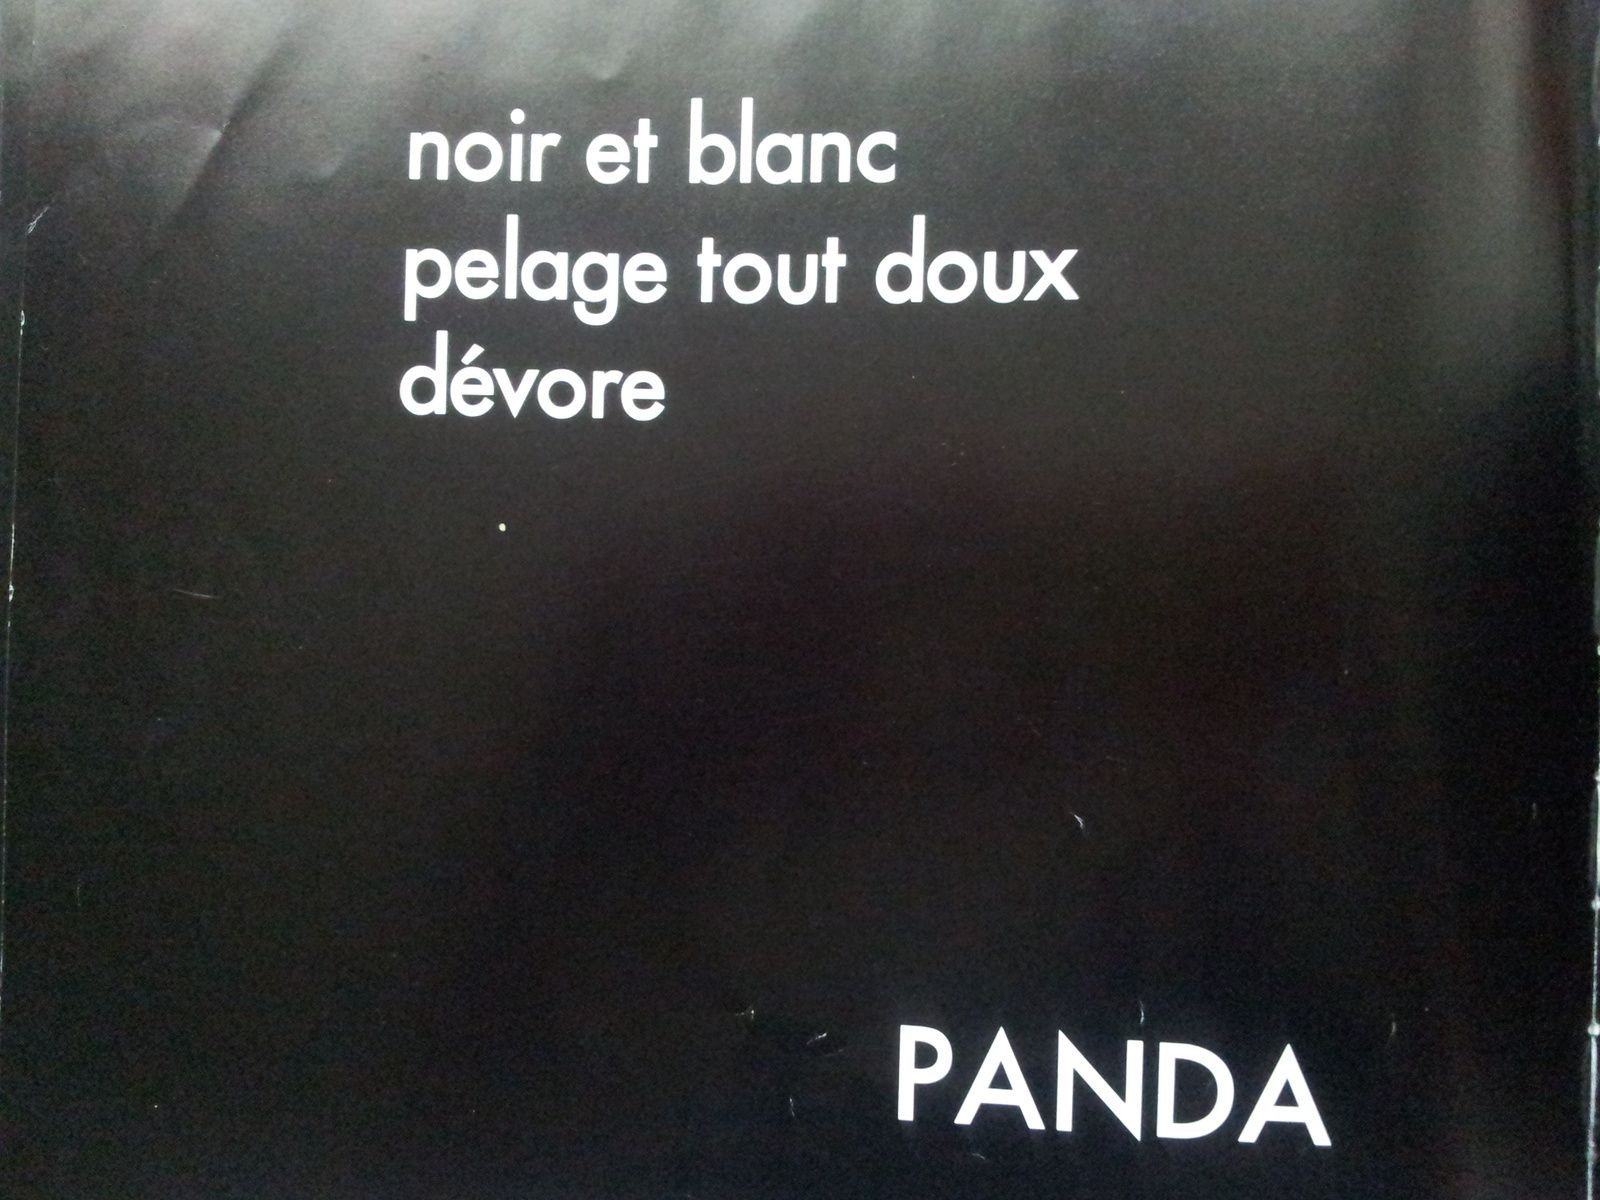 noir et blanc
pelage tout doux
dévore
PANDA